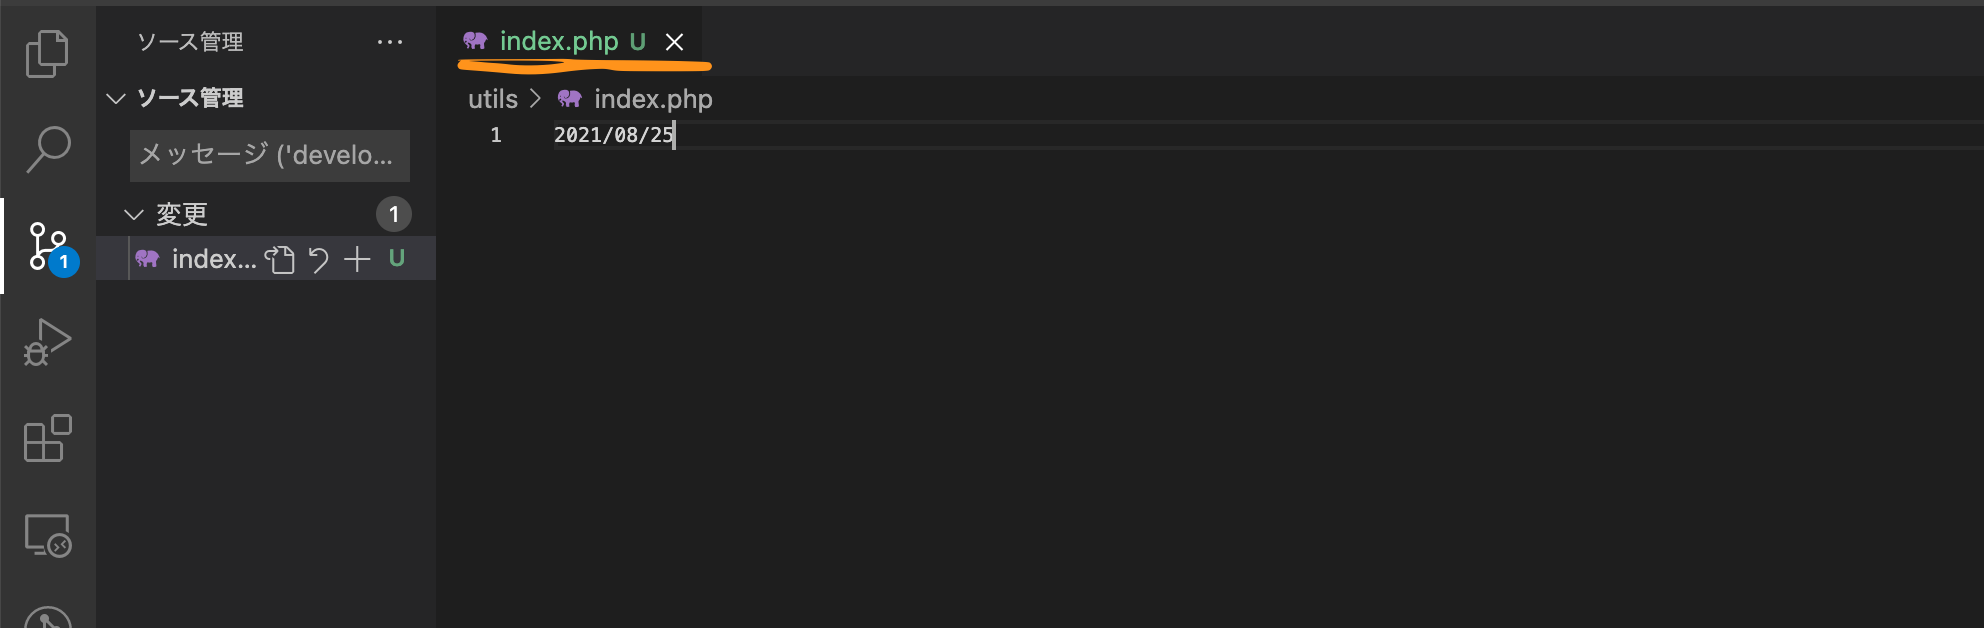 ソース管理
ソース管理
メッセージ ('develo...
変更 1
index... U
1
index.php U
utils > index.php
1 2021/08/25